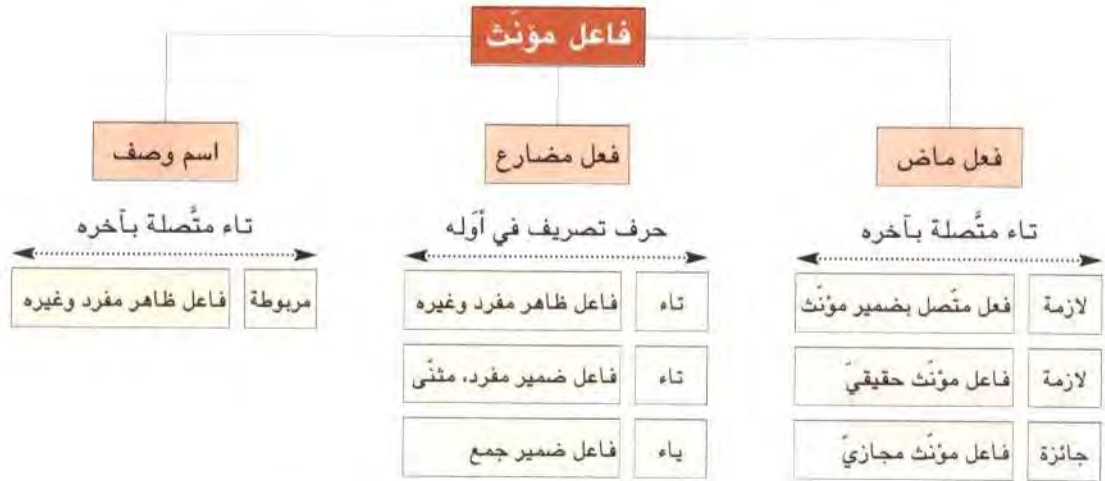 فاعل مؤنّث
فعل ماض
فعل مضارع
اسم وصف
تاء متَّصلة بآخره
حرف تصريف في أوّله
تاء متَّصلة بآخره
لازمة فعل متّصل بضمير مؤنّث
لازمة فاعل مؤنّث حقيقيّ
جائزة فاعل مؤنّث مجازيّ
تاء فاعل ظاهر مفرد وغيره
تاء فاعل ضمير مفرد، مثنّى
ياء فاعل ضمير جمع
مربوطة فاعل ظاهر مفرد وغيره